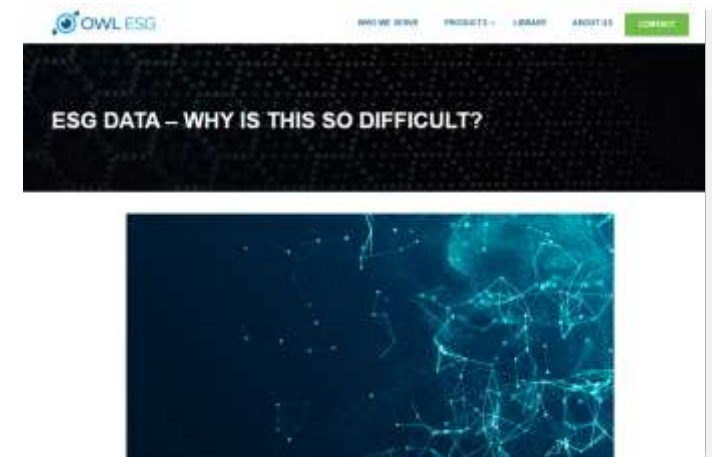 OWL ESG
WHO WE SERVE PRODUCTS LIBRARY ABOUT US CONTACT
ESG DATA – WHY IS THIS SO DIFFICULT?